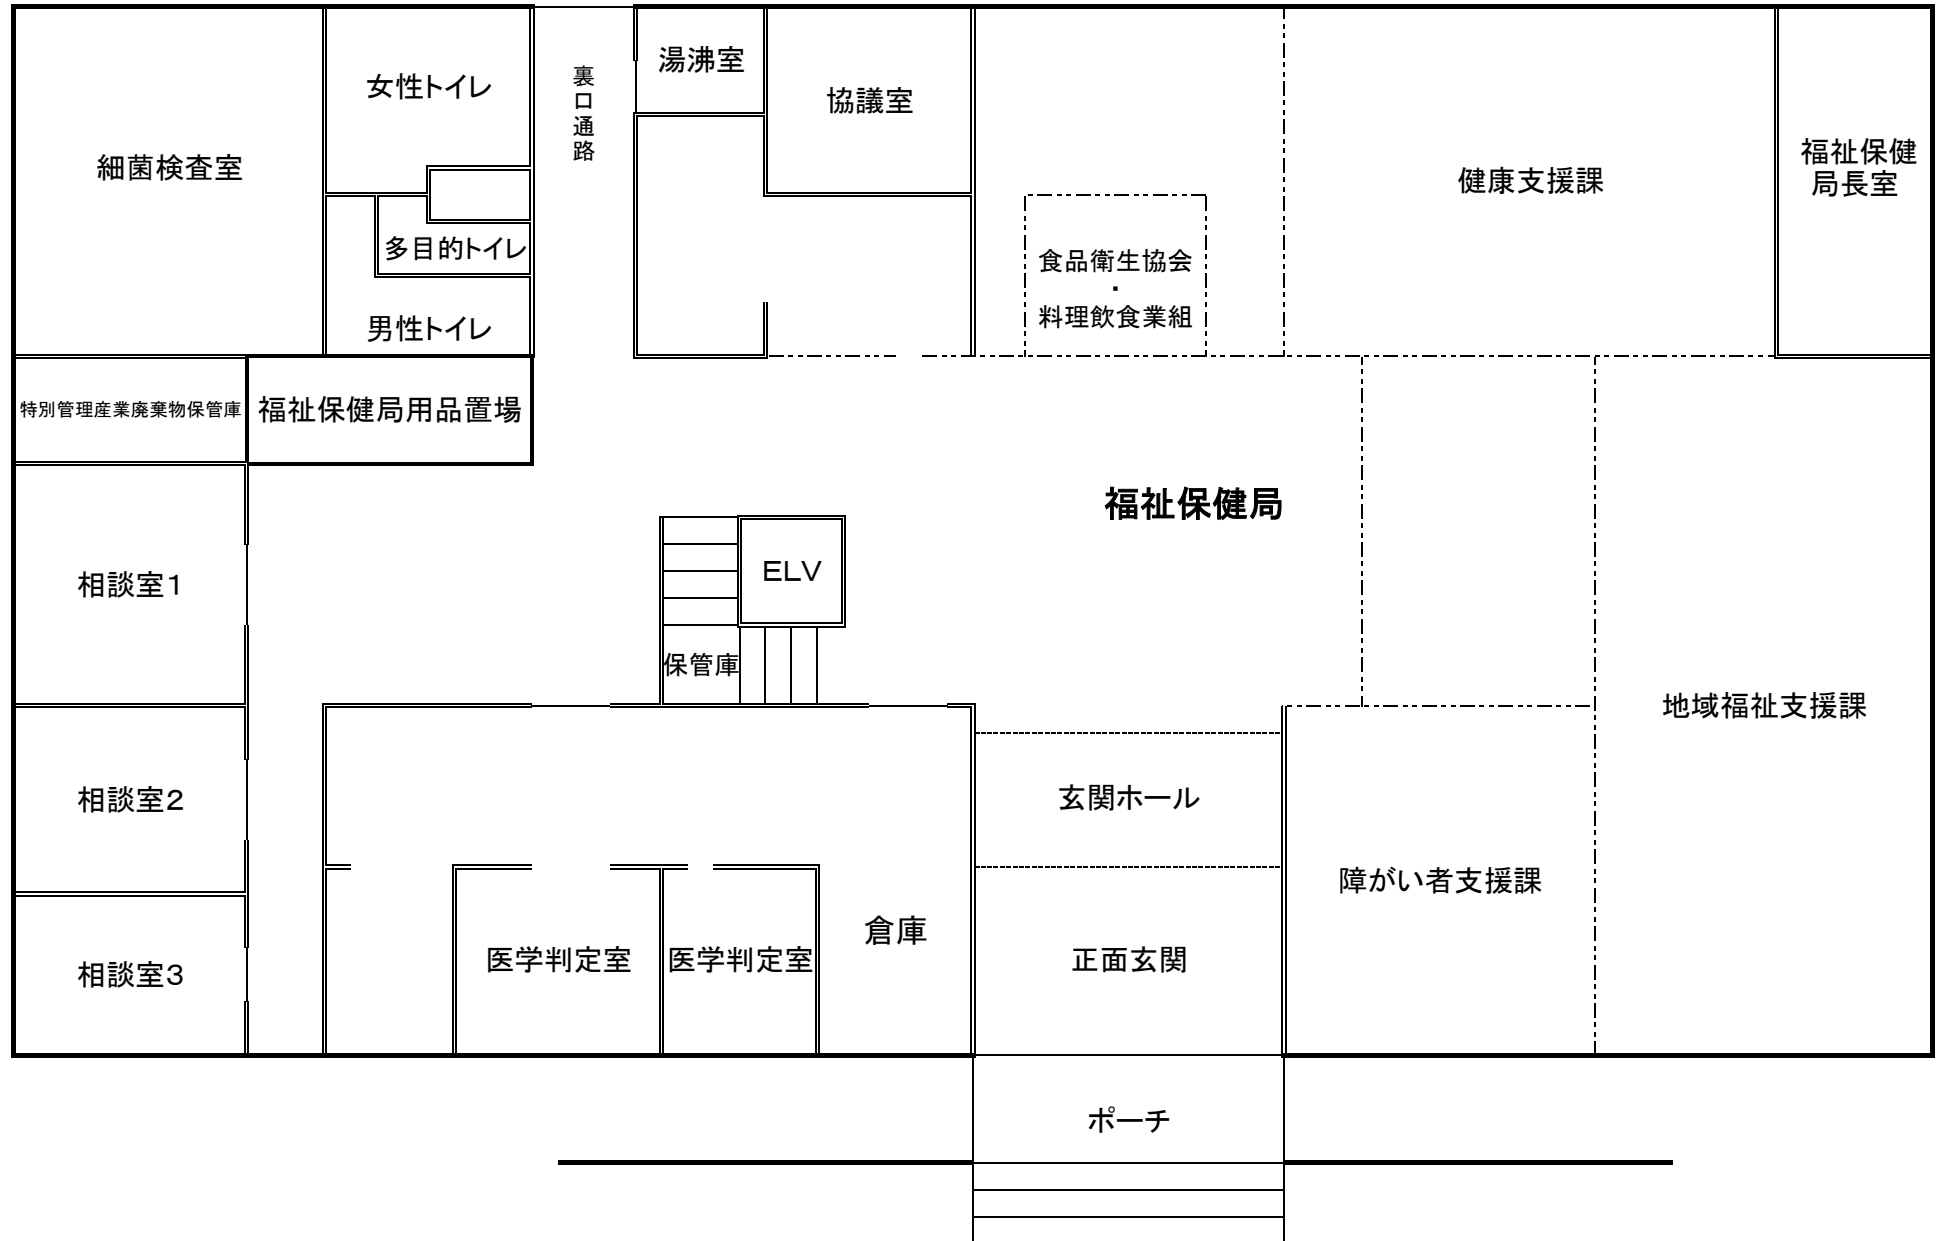 女性トイレ
裏口通路
湯沸室
協議室
細菌検査室
健康支援課
福祉保健
局長室
多目的トイレ
食品衛生協会
・
料理飲食業組
男性トイレ
特別管理産業廃棄物保管庫
福祉保健局用品置場
福祉保健局
相談室1
ELV
保管庫
地域福祉支援課
相談室2
玄関ホール
障がい者支援課
倉庫
医学判定室
医学判定室
正面玄関
相談室3
ポーチ